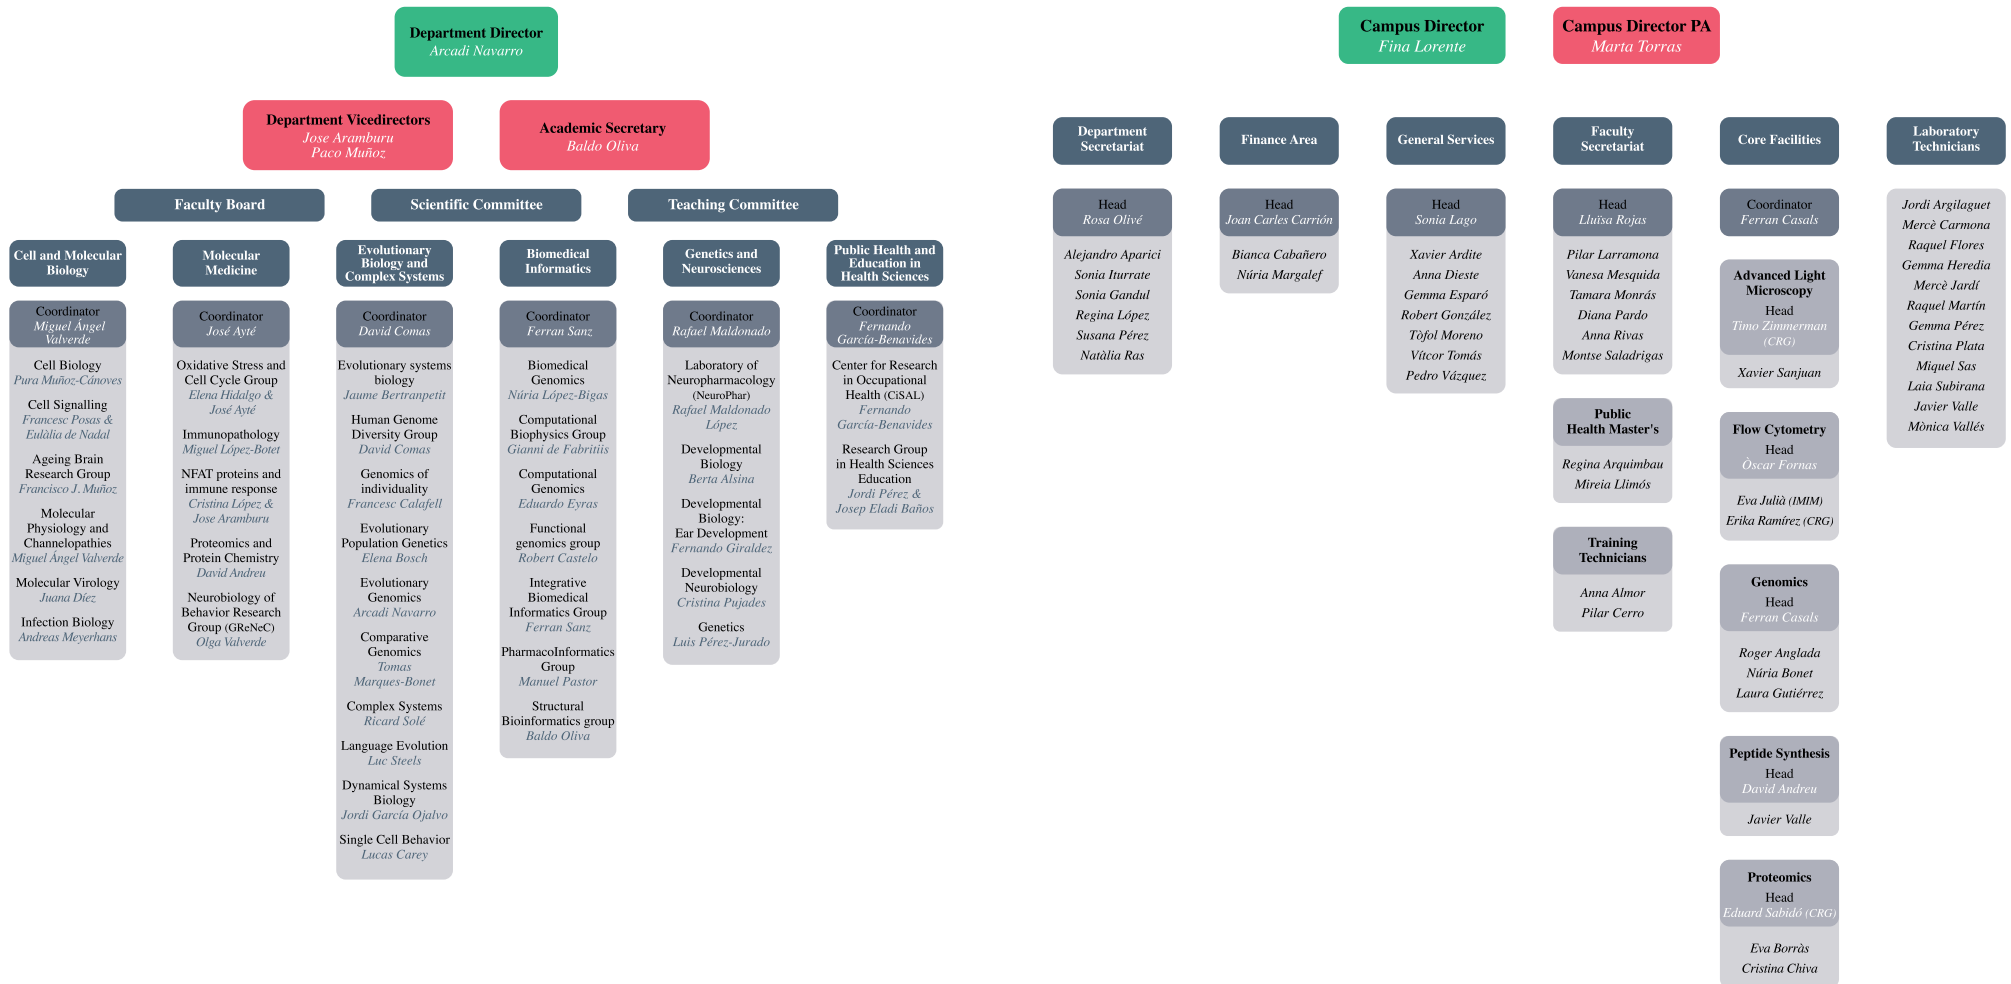 Department Director
Arcadi Navarro
Department Vicedirectors
Jose Aramburu
Paco Muñoz
Academic Secretary
Baldo Oliva
Faculty Board
Scientific Committee
Teaching Committee
Cell and Molecular
Biology
Coordinator
Miguel Ángel
Valverde
Cell Biology
Pura Muñoz-Cánoves
Cell Signalling
Francesc Posas &
Eulàlia de Nadal
Ageing Brain
Research Group
Francisco J. Muñoz
Molecular
Physiology and
Channelopathies
Miguel Ángel Valverde
Molecular Virology
Juana Díez
Infection Biology
Andreas Meyerhans
Molecular
Medicine
Coordinator
José Ayté
Oxidative Stress and
Cell Cycle Group
Elena Hidalgo &
José Ayté
Immunopathology
Miguel López-Botet
NFAT proteins and
immune response
Cristina López &
Jose Aramburu
Proteomics and
Protein Chemistry
David Andreu
Neurobiology of
Behavior Research
Group (GReNeC)
Olga Valverde
Evolutionary
Biology and
Complex Systems
Coordinator
David Comas
Evolutionary systems
biology
Jaume Bertranpetit
Human Genome
Diversity Group
David Comas
Genomics of
individuality
Francesc Calafell
Evolutionary
Population Genetics
Elena Bosch
Evolutionary
Genomics
Arcadi Navarro
Comparative
Genomics
Tomas
Marques-Bonet
Complex Systems
Ricard Solé
Language Evolution
Luc Steels
Dynamical Systems
Biology
Jordi García Ojalvo
Single Cell Behavior
Lucas Carey
Biomedical
Informatics
Coordinator
Ferran Sanz
Biomedical
Genomics
Núria López-Bigas
Computational
Biophysics Group
Gianni de Fabritiis
Computational
Genomics
Eduardo Eyras
Functional
genomics group
Robert Castelo
Integrative
Biomedical
Informatics Group
Ferran Sanz
PharmacoInformatics
Group
Manuel Pastor
Structural
Bioinformatics group
Baldo Oliva
Genetics and
Neurosciences
Coordinator
Rafael Maldonado
Laboratory of
Neuropharmacology
(NeuroPhar)
Rafael Maldonado
López
Developmental
Biology
Berta Alsina
Developmental
Biology:
Ear Development
Fernando Giraldez
Developmental
Neurobiology
Cristina Pujades
Genetics
Luis Pérez-Jurado
Public Health and
Education in
Health Sciences
Coordinator
Fernando
García-Benavides
Center for Research
in Occupational
Health (CiSAL)
Fernando
García-Benavides
Research Group
in Health Sciences
Education
Jordi Pérez &
Josep Eladi Baños
Campus Director
Fina Lorente
Campus Director PA
Marta Torras
Department
Secretariat
Head
Rosa Olivé
Alejandro Aparici
Sonia Iturrate
Sonia Gandul
Regina López
Susana Pérez
Natàlia Ras
Finance Area
Head
Joan Carles Carrión
Bianca Cabañero
Núria Margalef
General Services
Head
Sonia Lago
Xavier Ardite
Anna Dieste
Gemma Esparó
Robert González
Tòfol Moreno
Vítcor Tomás
Pedro Vázquez
Faculty
Secretariat
Head
Lluïsa Rojas
Pilar Larramona
Vanesa Mesquida
Tamara Monrás
Diana Pardo
Anna Rivas
Montse Saladrigas
Public
Health Master's
Regina Arquimbau
Mireia Llimós
Training
Technicians
Anna Almor
Pilar Cerro
Core Facilities
Coordinator
Ferran Casals
Advanced Light
Microscopy
Head
Timo Zimmerman
(CRG)
Xavier Sanjuan
Flow Cytometry
Head
Òscar Fornas
Eva Julià (IMIM)
Erika Ramírez (CRG)
Genomics
Head
Ferran Casals
Roger Anglada
Núria Bonet
Laura Gutiérrez
Peptide Synthesis
Head
David Andreu
Javier Valle
Proteomics
Head
Eduard Sabidó (CRG)
Eva Borràs
Cristina Chiva
Laboratory
Technicians
Jordi Argilaguet
Mercè Carmona
Raquel Flores
Gemma Heredia
Mercè Jardí
Raquel Martín
Gemma Pérez
Cristina Plata
Miquel Sas
Laia Subirana
Javier Valle
Mònica Vallés